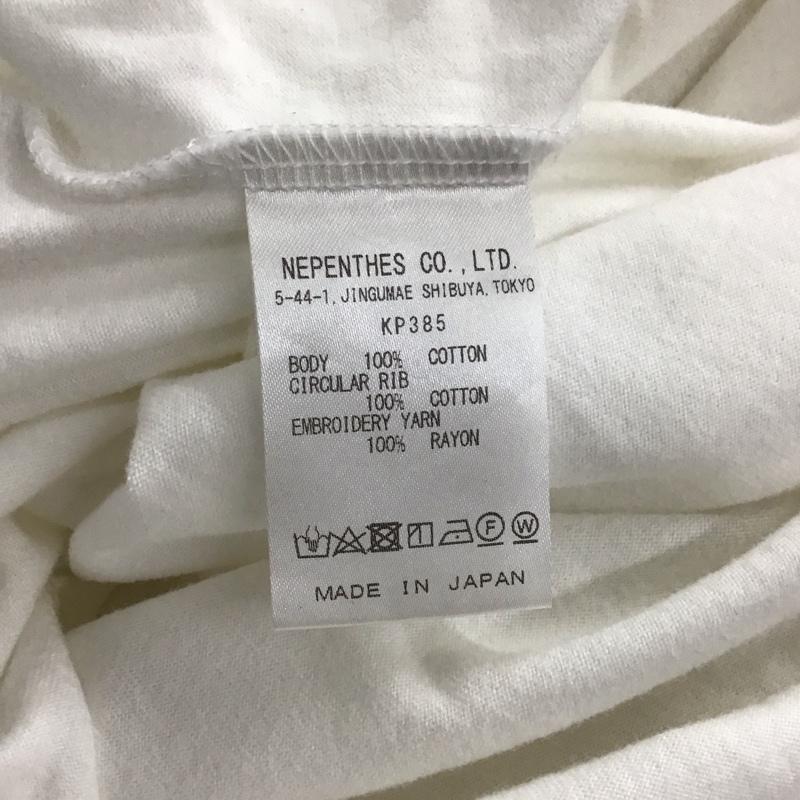 NEPENTHES CO.,LTD.
5-44-1, JINGUMAE SHIBUYA, TOKYO
KP385
BODY 100% COTTON
CIRCULAR RIB
100% COTTON
EMBROIDERY YARN
100% RAYON
F W
MADE IN JAPAN